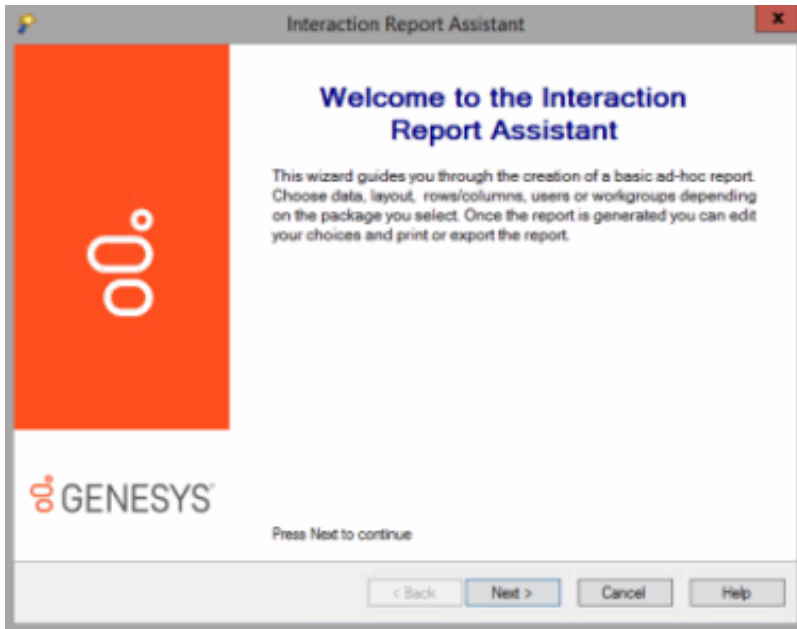 Interaction Report Assistant
x
Welcome to the Interaction
Report Assistant
This wizard guides you through the creation of a basic ad-hoc report.
Choose data, layout, rows/columns, users or workgroups depending
on the package you select. Once the report is generated you can edit
your choices and print or export the report.
GENESYS
Press Next to continue
< Back Next > Cancel Help